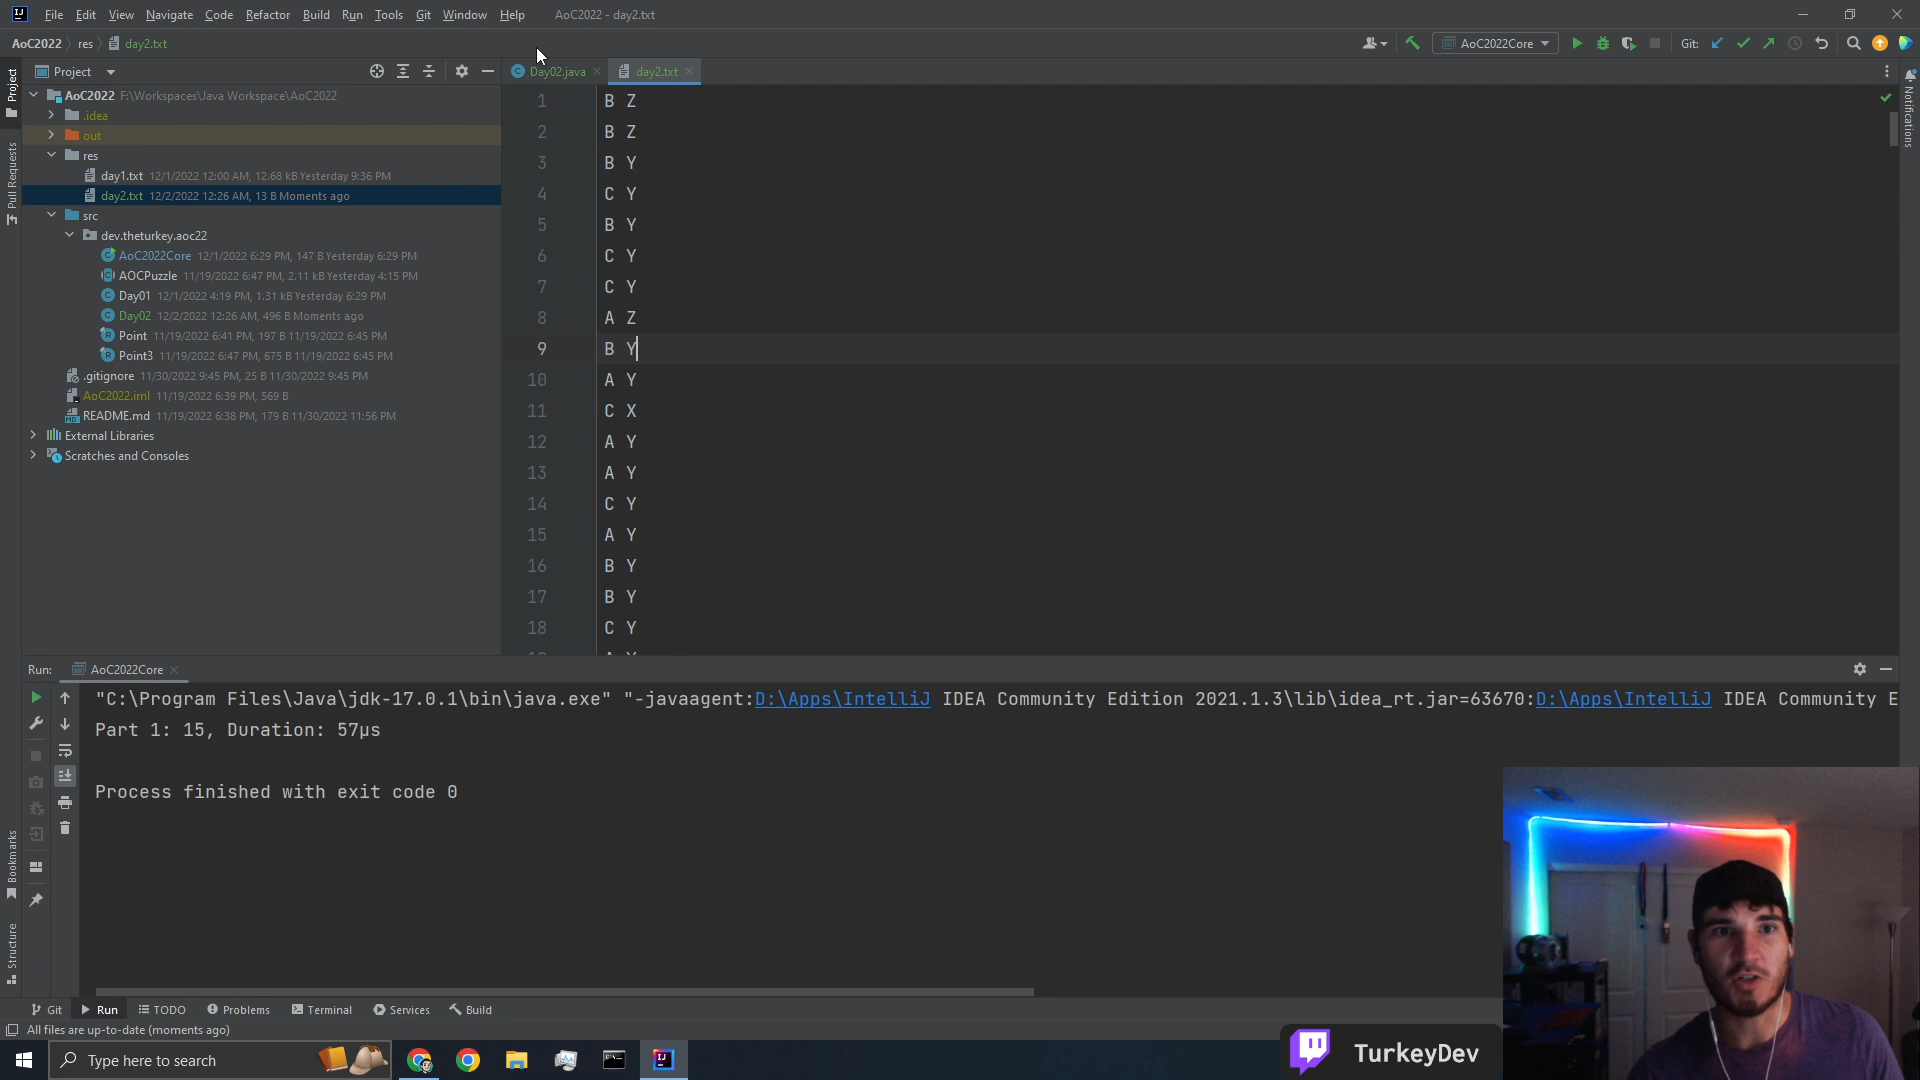 File Edit View Navigate Code Refactor Build Run Tools Git Window Help AoC2022 - day2.txt
AoC2022 res day2.txt
AoC2022Core Git:
Project
Day02.java day2.txt
Project
Pull Requests
Notifications
AoC2022 F:\Workspaces\Java Workspace\AoC2022
.idea
out
res
day1.txt 12/1/2022 12:00 AM, 12.68 kB Yesterday 9:36 PM
day2.txt 12/2/2022 12:26 AM, 13 B Moments ago
src
dev.theturkey.aoc22
AoC2022Core 12/1/2022 6:29 PM, 147 B Yesterday 6:29 PM
AOCPuzzle 11/19/2022 6:47 PM, 2.11 kB Yesterday 4:15 PM
Day01 12/1/2022 4:19 PM, 1.31 kB Yesterday 6:29 PM
Day02 12/2/2022 12:26 AM, 496 B Moments ago
Point 11/19/2022 6:41 PM, 197 B 11/19/2022 6:45 PM
Point3 11/19/2022 6:47 PM, 675 B 11/19/2022 6:45 PM
.gitignore 11/30/2022 9:45 PM, 25 B 11/30/2022 9:45 PM
AoC2022.iml 11/19/2022 6:39 PM, 569 B
README.md 11/19/2022 6:38 PM, 179 B 11/30/2022 11:56 PM
External Libraries
Scratches and Consoles
1 B Z
2 B Z
3 B Y
4 C Y
5 B Y
6 C Y
7 C Y
8 A Z
9 B Y
10 A Y
11 C X
12 A Y
13 A Y
14 C Y
15 A Y
16 B Y
17 B Y
18 C Y
Run: AoC2022Core
"C:\Program Files\Java\jdk-17.0.1\bin\java.exe" "-javaagent:D:\Apps\IntelliJ IDEA Community Edition 2021.1.3\lib\idea_rt.jar=63670:D:\Apps\IntelliJ IDEA Community E
Part 1: 15, Duration: 57µs
Process finished with exit code 0
Bookmarks
Structure
Git Run TODO Problems Terminal Services Build
All files are up-to-date (moments ago)
Type here to search
TurkeyDev